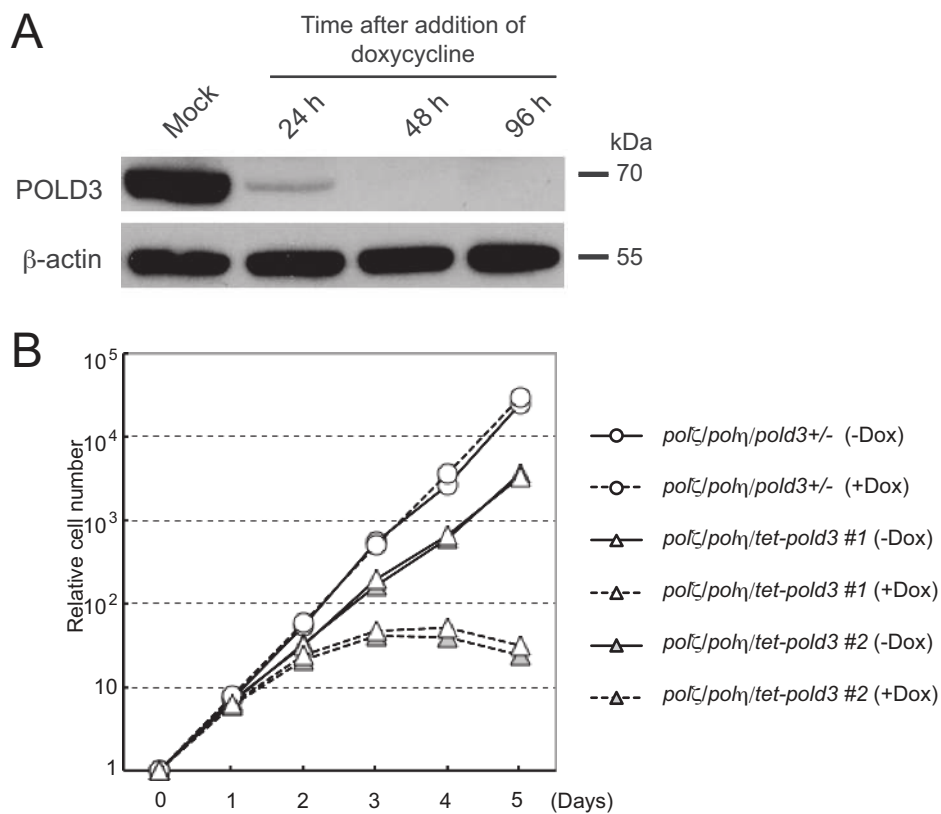 A
Time after addition of
doxycycline
Mock
24 h
48 h
96 h
kDa
POLD3
70
β-actin
55
B
Relative cell number
10^5
10^4
10^3
10^2
10
1
0 1 2 3 4 5 (Days)
polζ/polη/pold3+/- (-Dox)
polζ/polη/pold3+/- (+Dox)
polζ/polη/tet-pold3 #1 (-Dox)
polζ/polη/tet-pold3 #1 (+Dox)
polζ/polη/tet-pold3 #2 (-Dox)
polζ/polη/tet-pold3 #2 (+Dox)